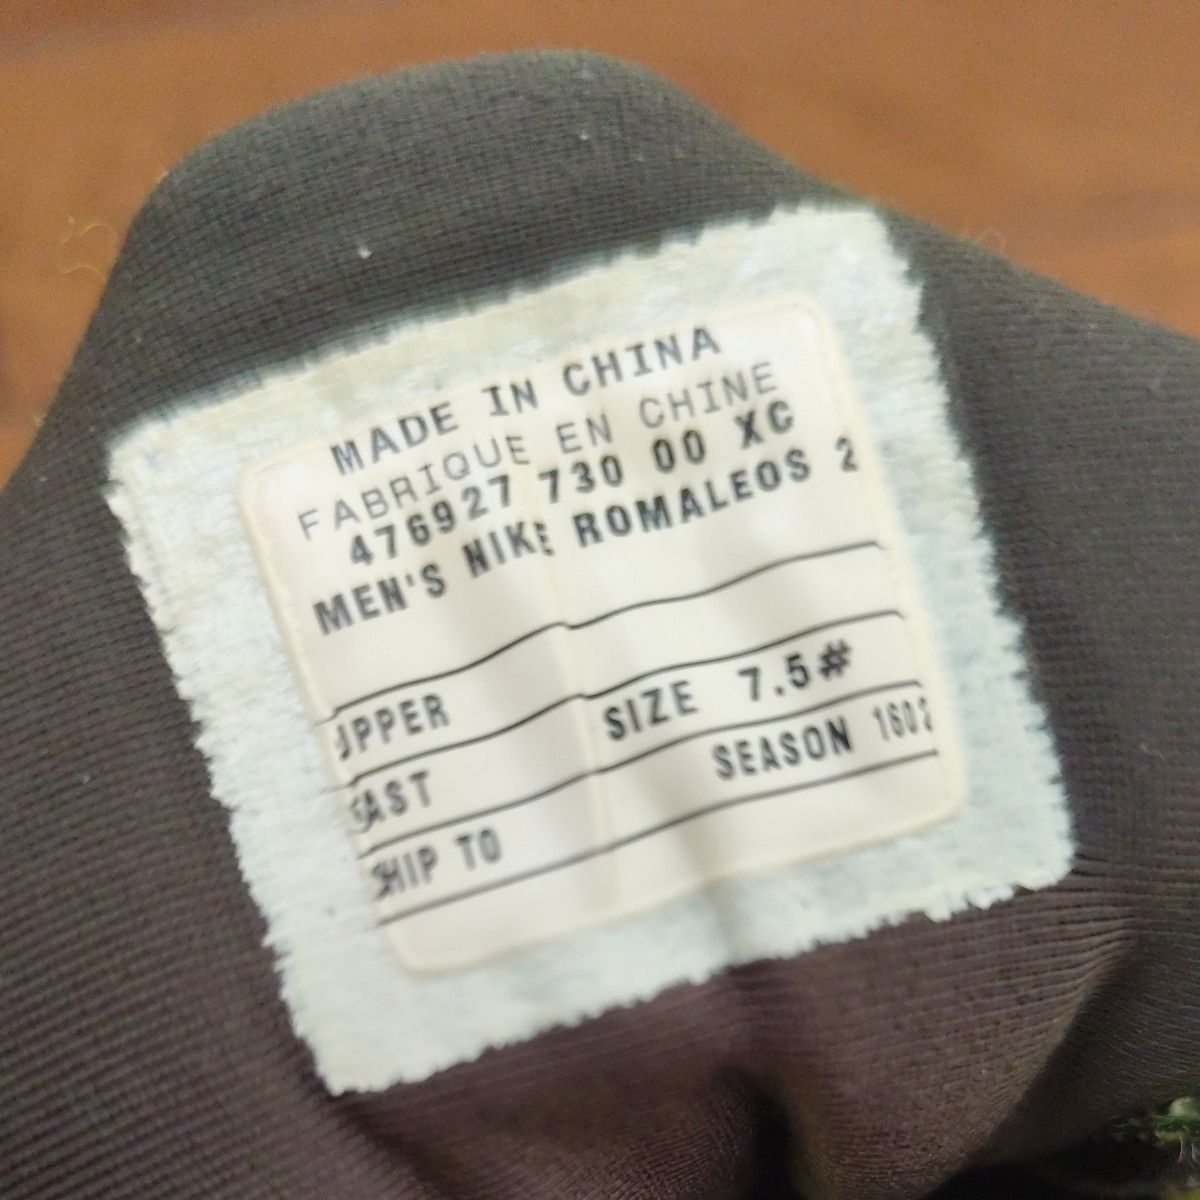 MADE IN CHINA
FABRIQUE EN CHINE
476927 730 00 XC
MEN'S NIKE ROMALEOS 2
UPPER SIZE 7.5#
SEASON
SHIP TO